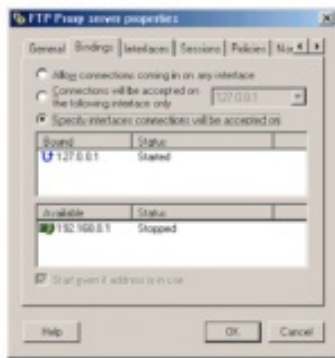 FTP Proxy server properties
General Bindings Interfaces Sessions Policies
Allow connections coming in on any interface
Connections will be accepted on the following interface only 127.0.0.1
Specify interfaces connections will be accepted on
Bound Status
127.0.0.1 Started
Available Status
192.168.0.1 Stopped
Start even if address is in use
Help OK Cancel